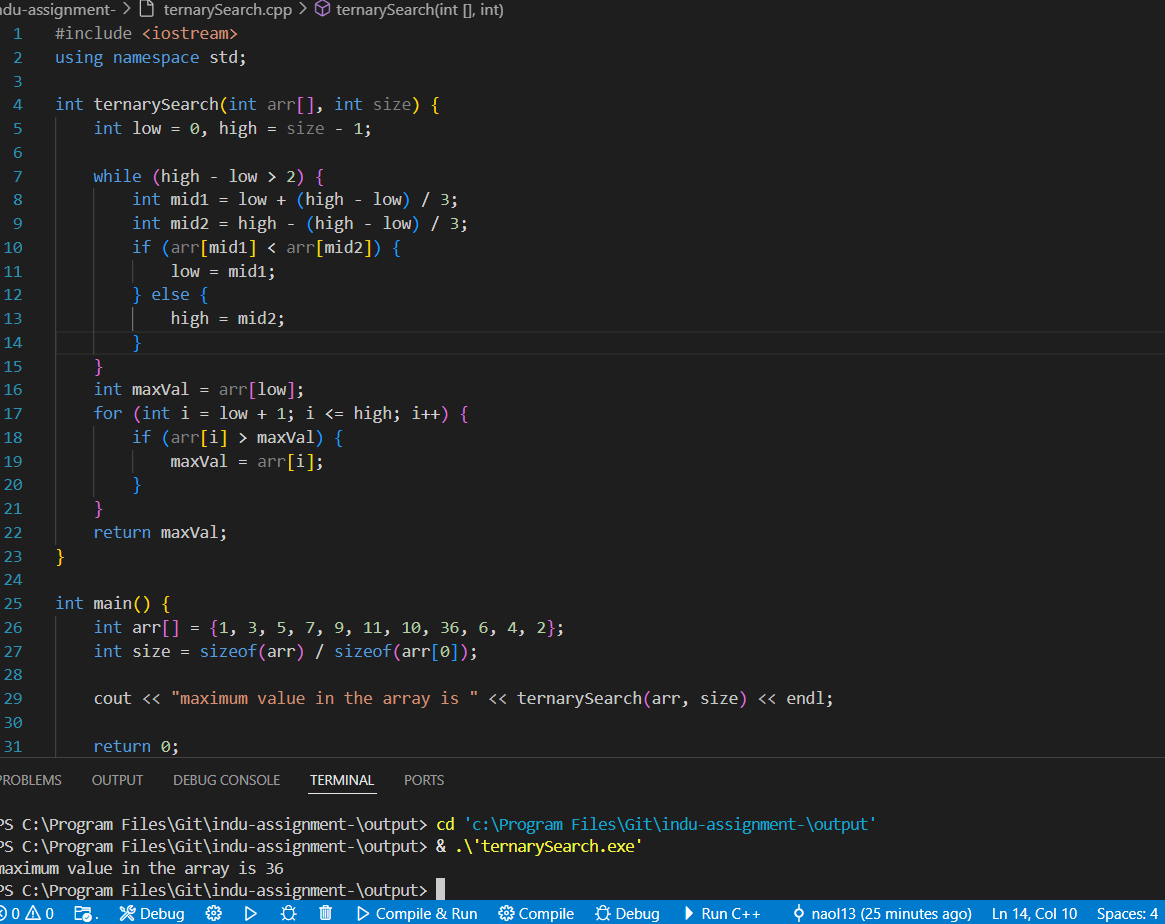 ndu-assignment- > ternarySearch.cpp > ternarySearch(int [], int)
1 #include <iostream>
2 using namespace std;
3
4 int ternarySearch(int arr[], int size) {
5     int low = 0, high = size - 1;
6
7     while (high - low > 2) {
8         int mid1 = low + (high - low) / 3;
9         int mid2 = high - (high - low) / 3;
10         if (arr[mid1] < arr[mid2]) {
11             low = mid1;
12         } else {
13             high = mid2;
14         }
15     }
16     int maxVal = arr[low];
17     for (int i = low + 1; i <= high; i++) {
18         if (arr[i] > maxVal) {
19             maxVal = arr[i];
20         }
21     }
22     return maxVal;
23 }
24
25 int main() {
26     int arr[] = {1, 3, 5, 7, 9, 11, 10, 36, 6, 4, 2};
27     int size = sizeof(arr) / sizeof(arr[0]);
28
29     cout << "maximum value in the array is " << ternarySearch(arr, size) << endl;
30
31     return 0;
PROBLEMS OUTPUT DEBUG CONSOLE TERMINAL PORTS
PS C:\Program Files\Git\indu-assignment-\output> cd 'c:\Program Files\Git\indu-assignment-\output'
PS C:\Program Files\Git\indu-assignment-\output> & .\'ternarySearch.exe'
maximum value in the array is 36
PS C:\Program Files\Git\indu-assignment-\output>
0 0 Debug Compile & Run Compile Debug Run C++ naol13 (25 minutes ago) Ln 14, Col 10 Spaces: 4